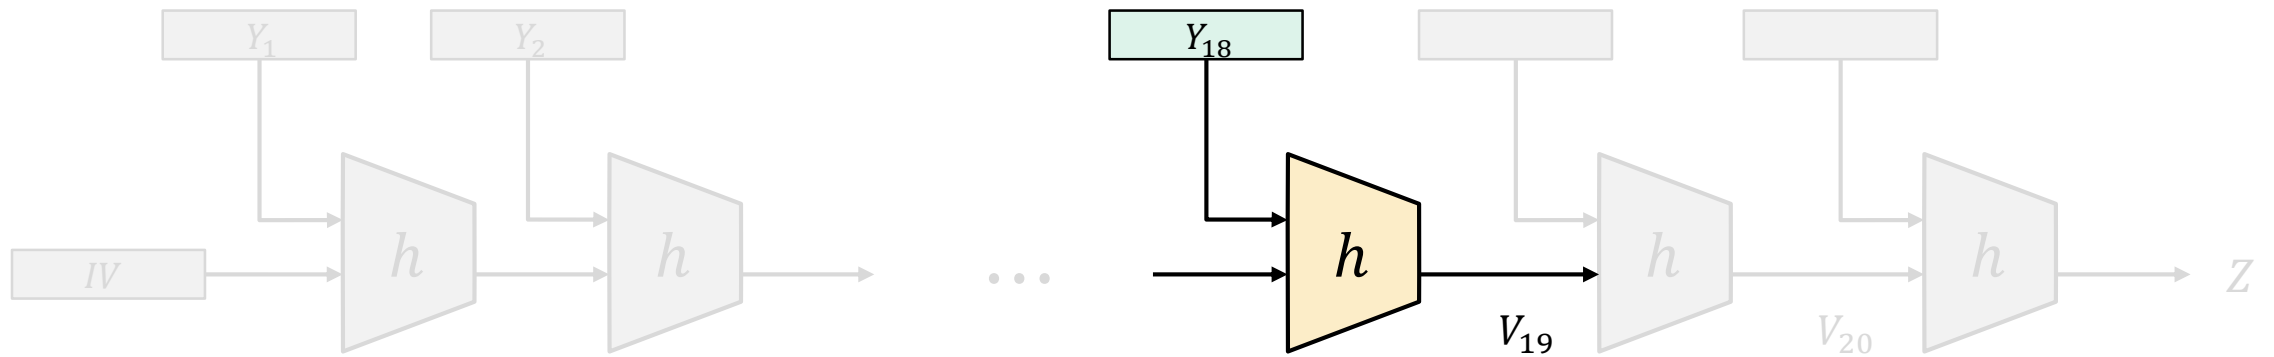 Y₁ Y₂ Y₁₈
IV h h ... h h h Z
V₁₉ V₂₀